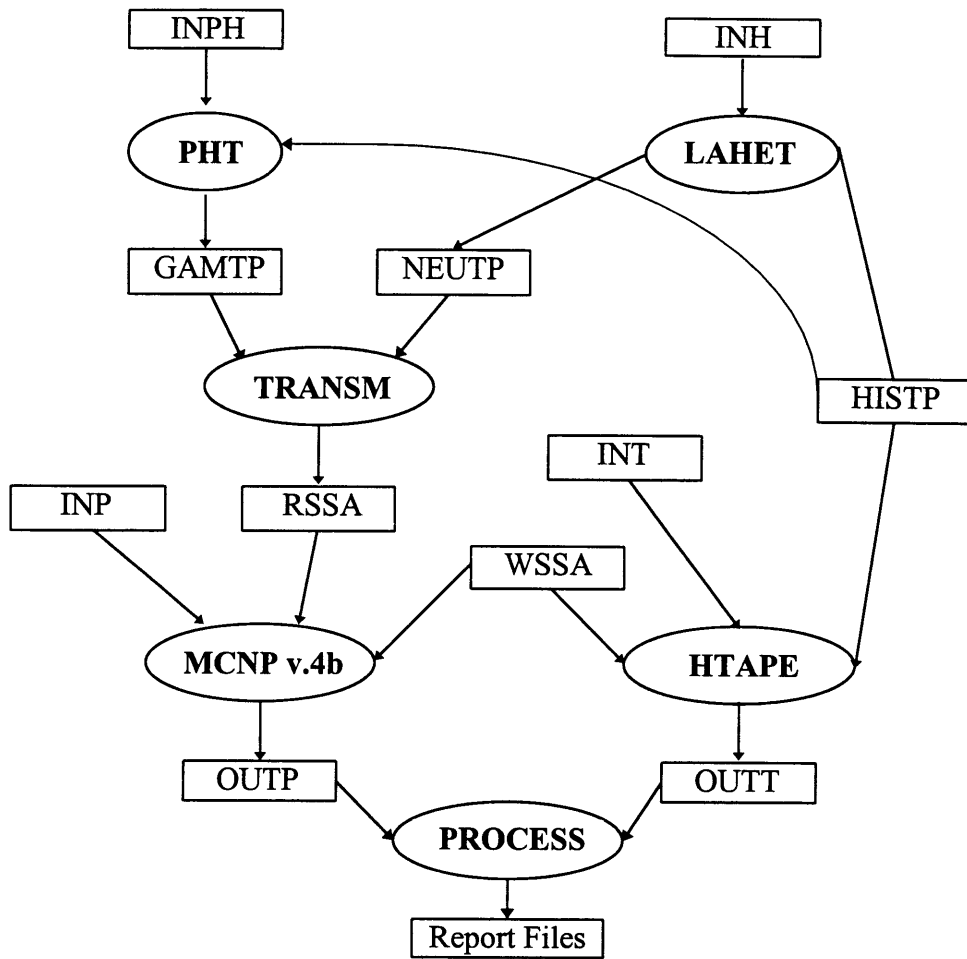 INPH
INH
PHT
LAHET
GAMTP
NEUTP
TRANSM
HISTP
INT
INP
RSSA
WSSA
MCNP v.4b
HTAPE
OUTP
OUTT
PROCESS
Report Files